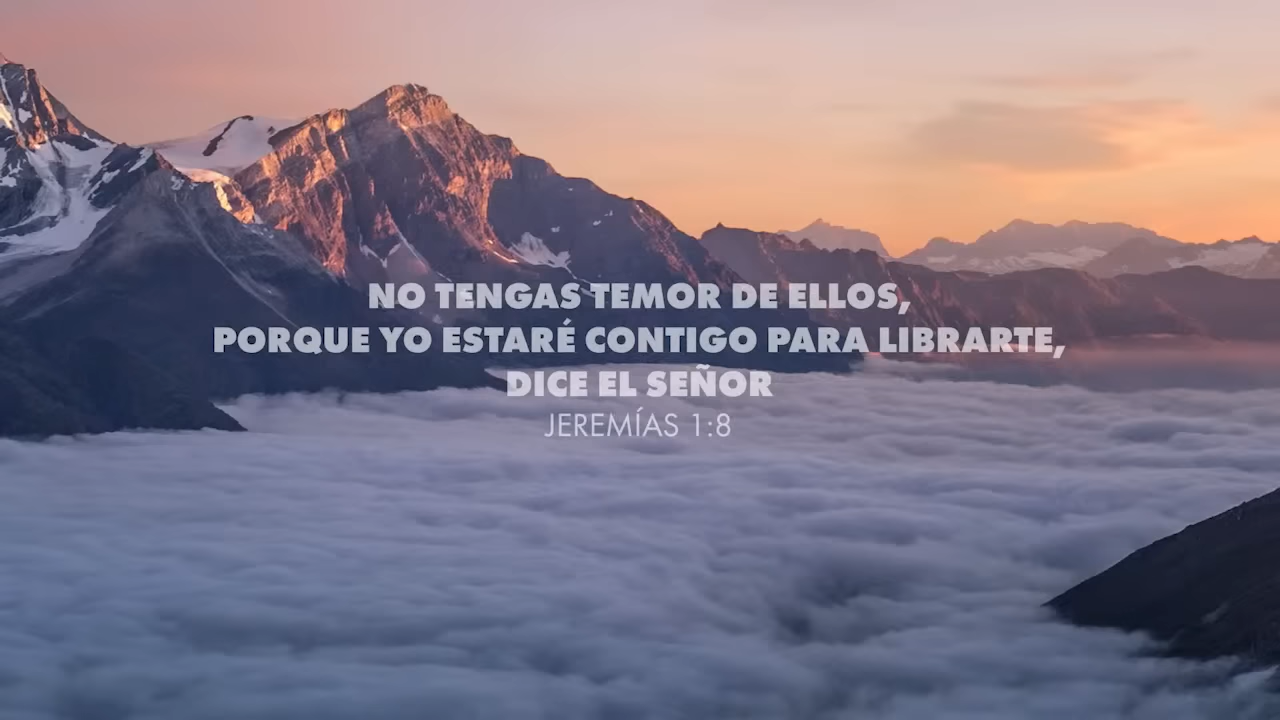 NO TENGAS TEMOR DE ELLOS,
PORQUE YO ESTARÉ CONTIGO PARA LIBRARTE,
DICE EL SEÑOR
JEREMÍAS 1:8